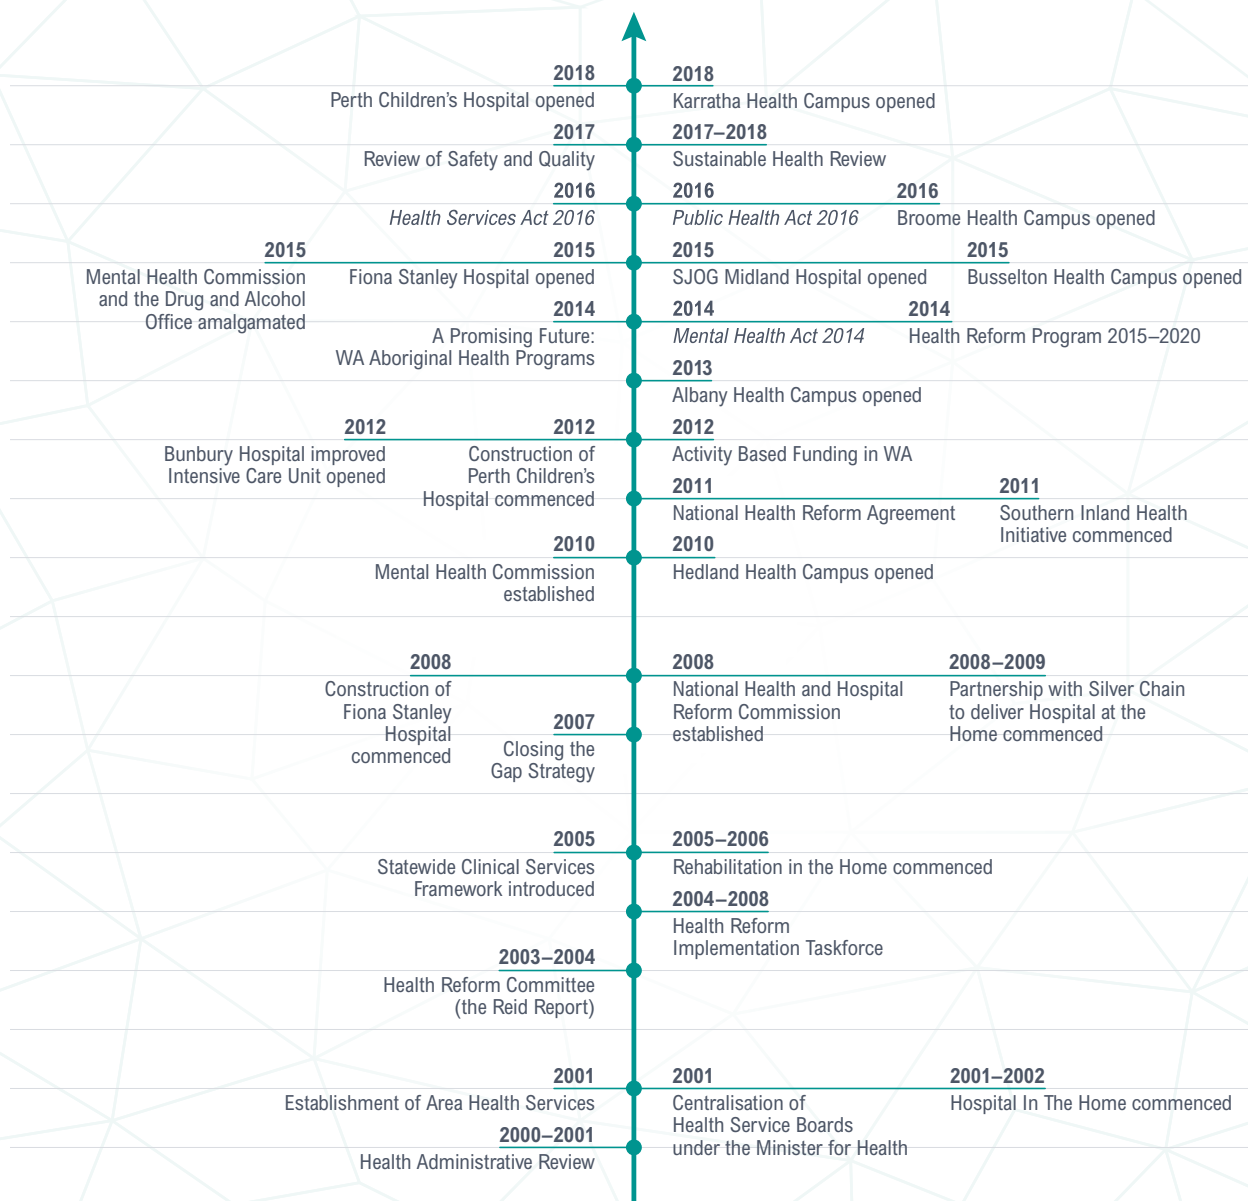 2018
Perth Children's Hospital opened
2018
Karratha Health Campus opened
2017
Review of Safety and Quality
2017–2018
Sustainable Health Review
2016
Health Services Act 2016
2016
Public Health Act 2016
2016
Broome Health Campus opened
2015
Mental Health Commission
and the Drug and Alcohol
Office amalgamated
2015
Fiona Stanley Hospital opened
2015
SJOG Midland Hospital opened
2015
Busselton Health Campus opened
2014
A Promising Future:
WA Aboriginal Health Programs
2014
Mental Health Act 2014
2014
Health Reform Program 2015–2020
2013
Albany Health Campus opened
2012
Bunbury Hospital improved
Intensive Care Unit opened
2012
Construction of
Perth Children's
Hospital commenced
2012
Activity Based Funding in WA
2011
National Health Reform Agreement
2011
Southern Inland Health
Initiative commenced
2010
Mental Health Commission
established
2010
Hedland Health Campus opened
2008
Construction of
Fiona Stanley
Hospital
commenced
2008
National Health and Hospital
Reform Commission
established
2008–2009
Partnership with Silver Chain
to deliver Hospital at the
Home commenced
2007
Closing the
Gap Strategy
2005
Statewide Clinical Services
Framework introduced
2005–2006
Rehabilitation in the Home commenced
2004–2008
Health Reform
Implementation Taskforce
2003–2004
Health Reform Committee
(the Reid Report)
2001
Establishment of Area Health Services
2001
Centralisation of
Health Service Boards
under the Minister for Health
2001–2002
Hospital In The Home commenced
2000–2001
Health Administrative Review